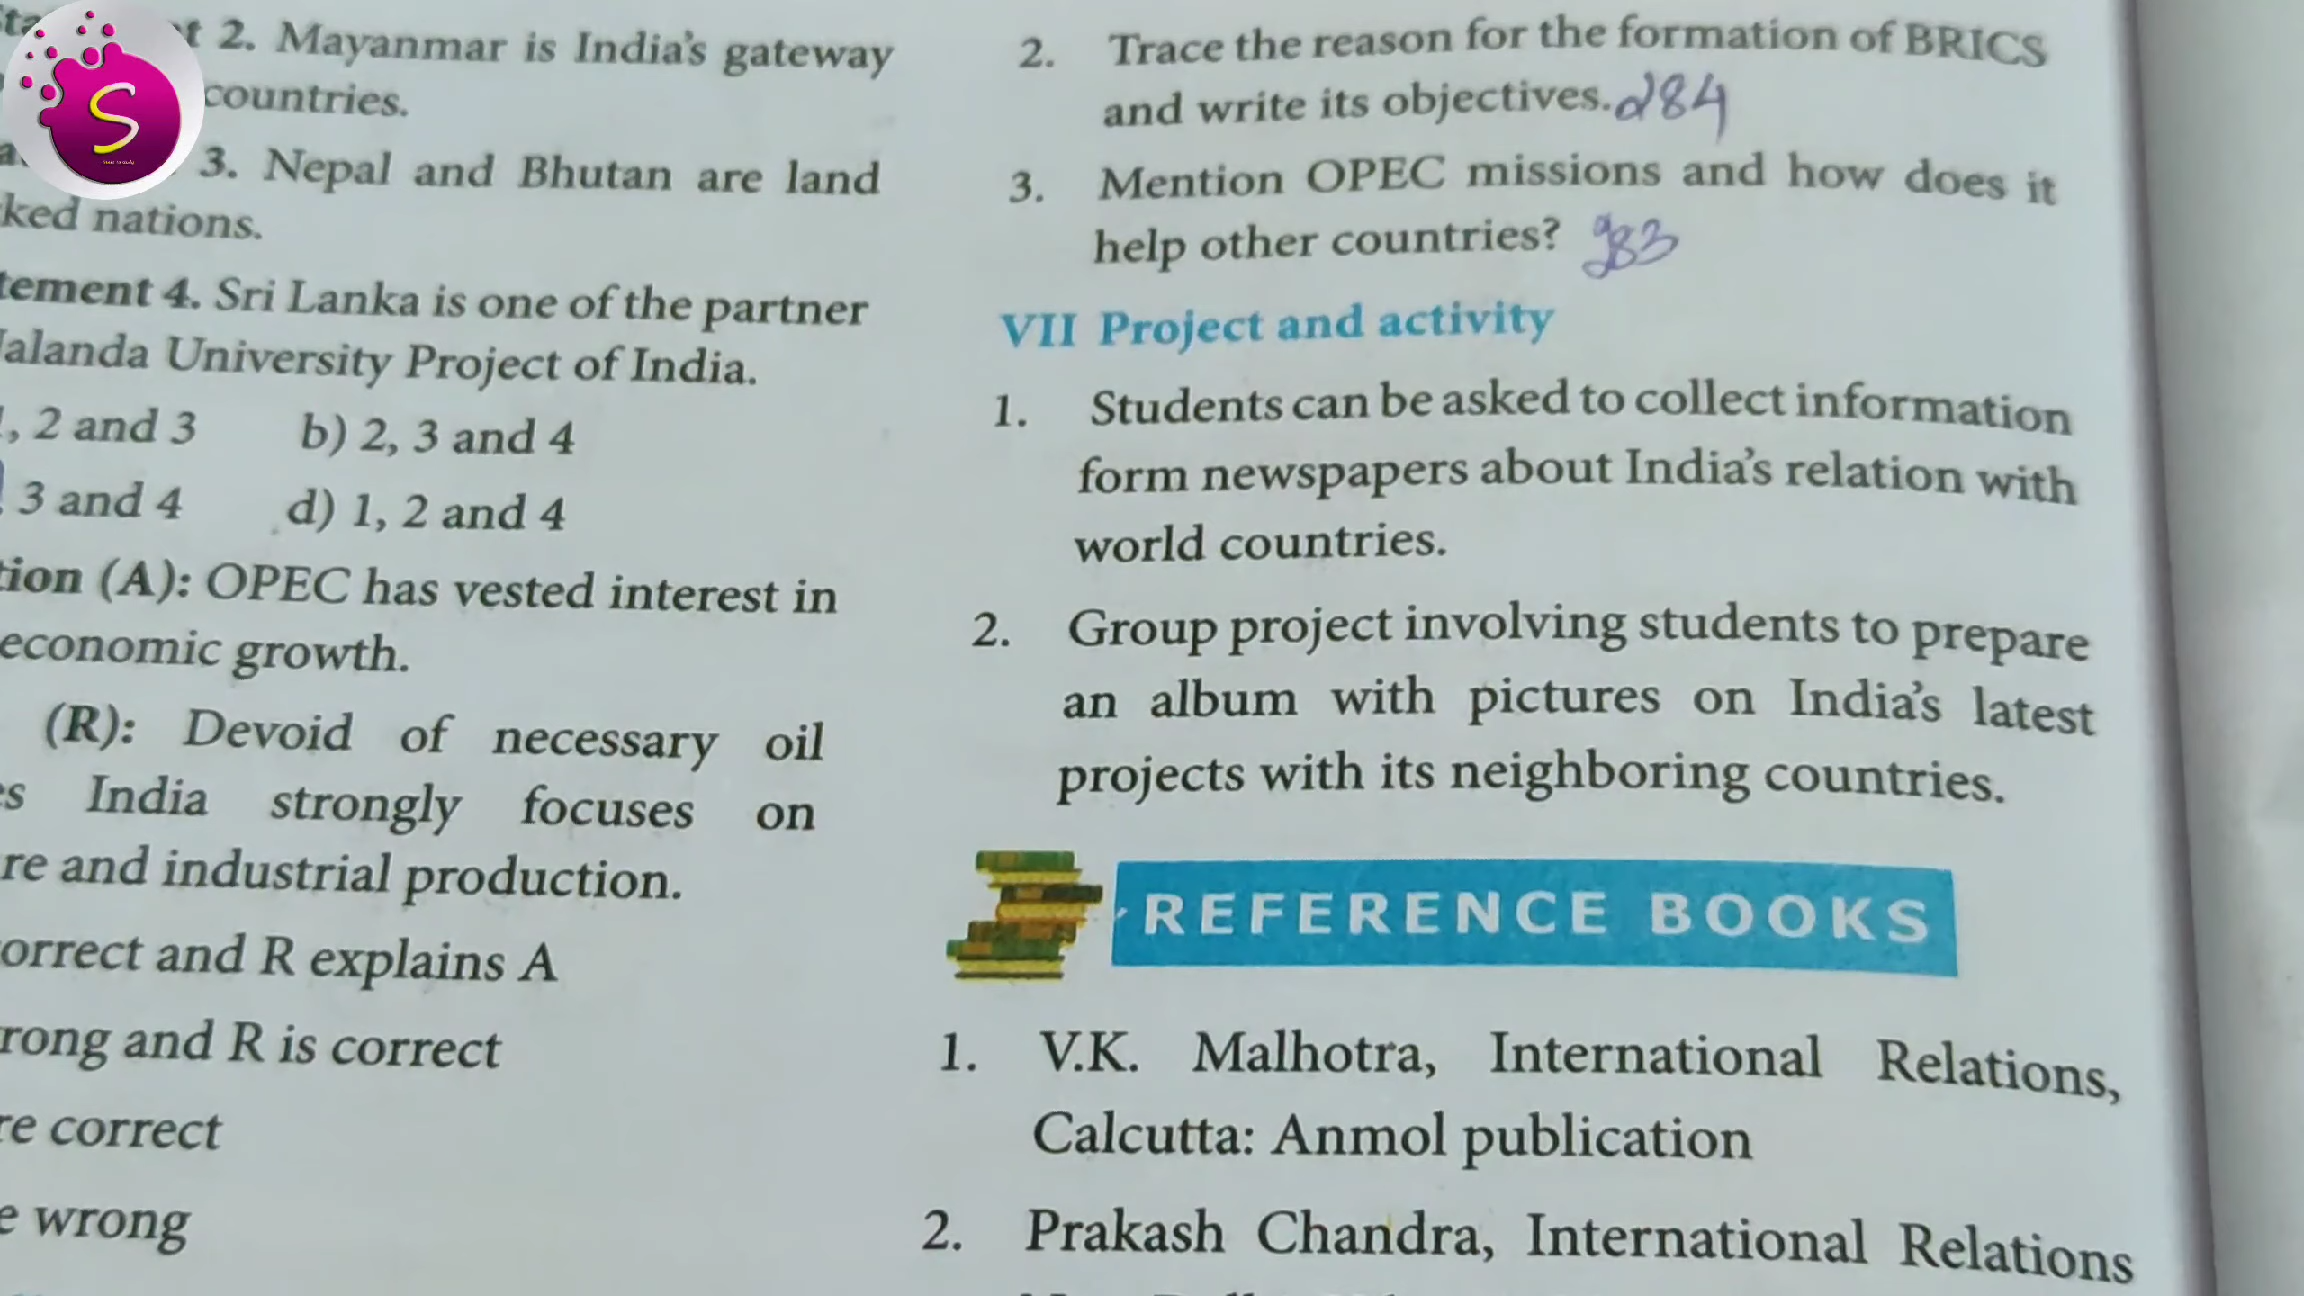 2. Mayanmar is India's gateway
countries.
3. Nepal and Bhutan are land
ked nations.
tement 4. Sri Lanka is one of the partner
alanda University Project of India.
, 2 and 3 b) 2, 3 and 4
3 and 4 d) 1, 2 and 4
tion (A): OPEC has vested interest in
economic growth.
(R): Devoid of necessary oil
es India strongly focuses on
re and industrial production.
orrect and R explains A
rong and R is correct
re correct
e wrong
2. Trace the reason for the formation of BRICS
and write its objectives. 284
3. Mention OPEC missions and how does it
help other countries? 283
VII Project and activity
1. Students can be asked to collect information
form newspapers about India's relation with
world countries.
2. Group project involving students to prepare
an album with pictures on India's latest
projects with its neighboring countries.
REFERENCE BOOKS
1. V.K. Malhotra, International Relations,
Calcutta: Anmol publication
2. Prakash Chandra, International Relations
S